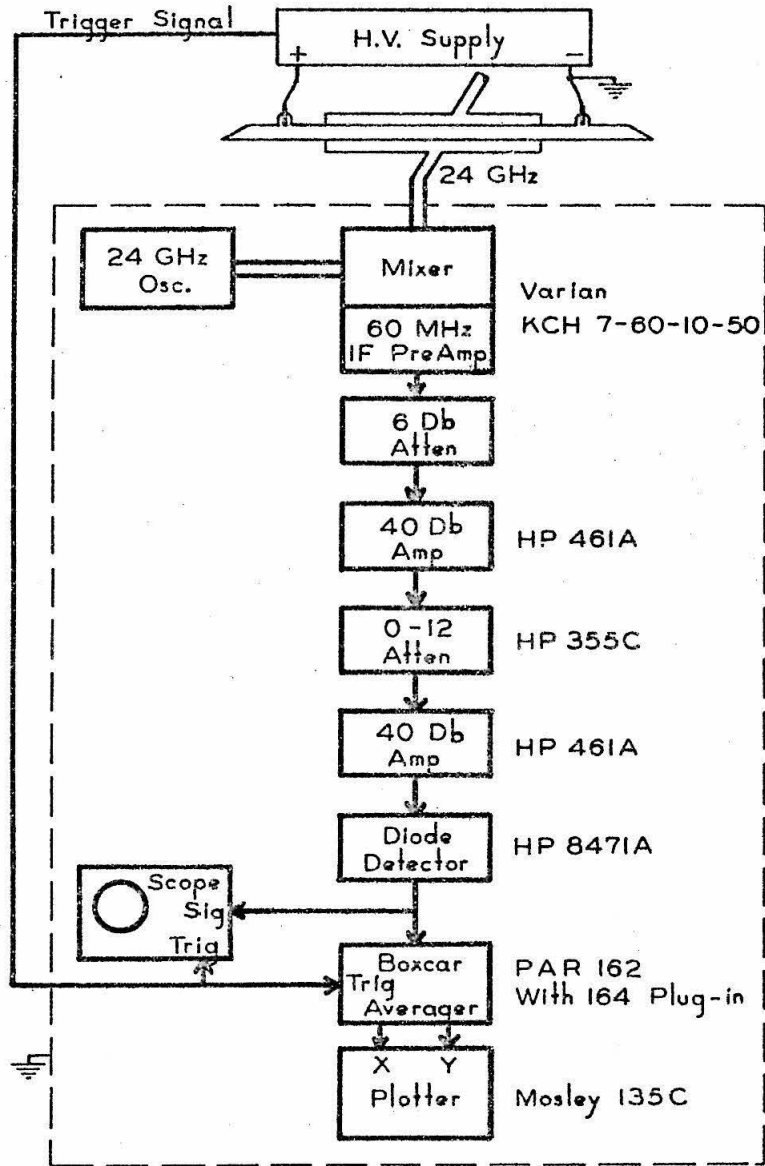 Trigger Signal
H.V. Supply
+ −
24 GHz
24 GHz
Osc.
Mixer
60 MHz
IF PreAmp
Varian
KCH 7-60-10-50
6 Db
Atten
40 Db
Amp
HP 461A
0-12
Atten
HP 355C
40 Db
Amp
HP 461A
Diode
Detector
HP 8471A
Scope
Sig
Trig
Boxcar
Trig
Averager
PAR 162
With 164 Plug-in
X Y
Plotter
Mosley 135C